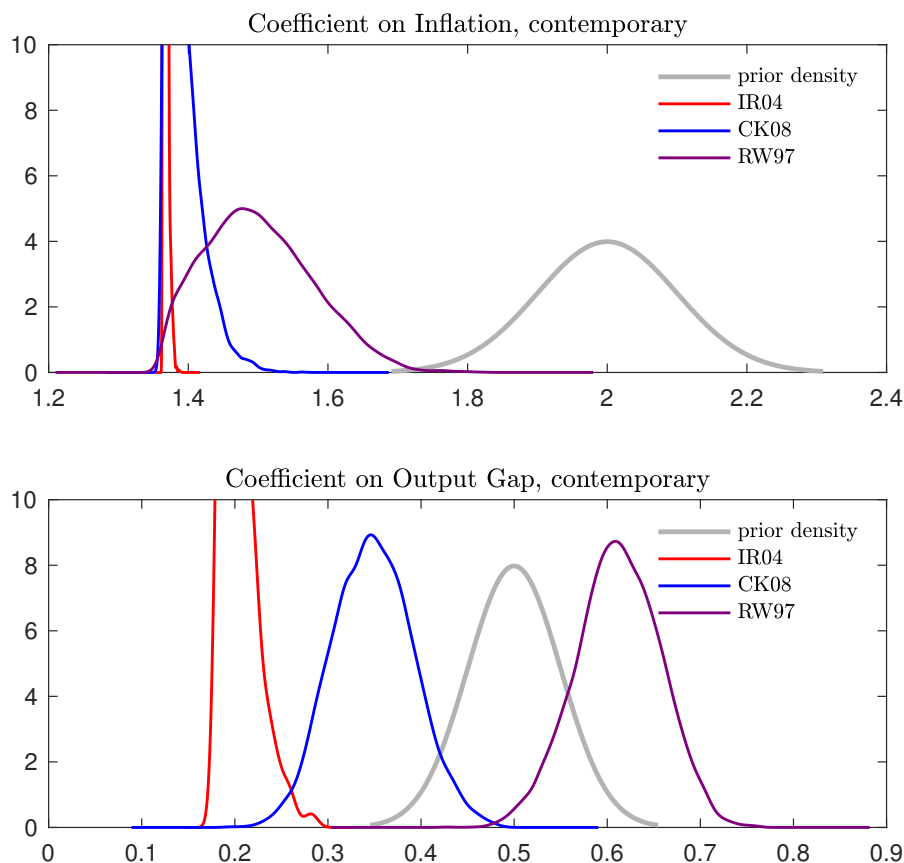 Coefficient on Inflation, contemporary
10
8
6
4
2
0
prior density
IR04
CK08
RW97
1.2 1.4 1.6 1.8 2 2.2 2.4
Coefficient on Output Gap, contemporary
10
8
6
4
2
0
prior density
IR04
CK08
RW97
0 0.1 0.2 0.3 0.4 0.5 0.6 0.7 0.8 0.9